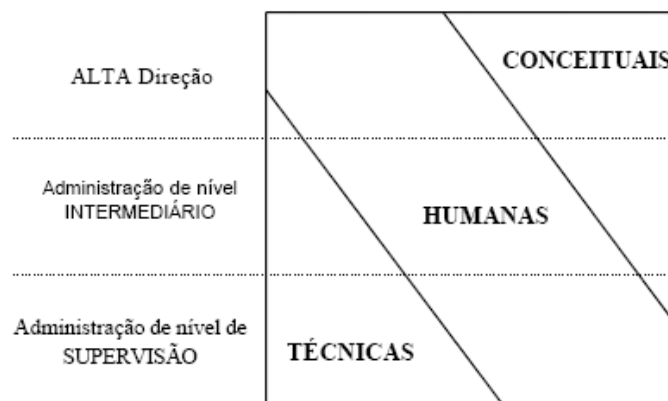 CONCEITUAIS
ALTA Direção
Administração de nível
INTERMEDIÁRIO
HUMANAS
Administração de nível de
SUPERVISÃO
TÉCNICAS